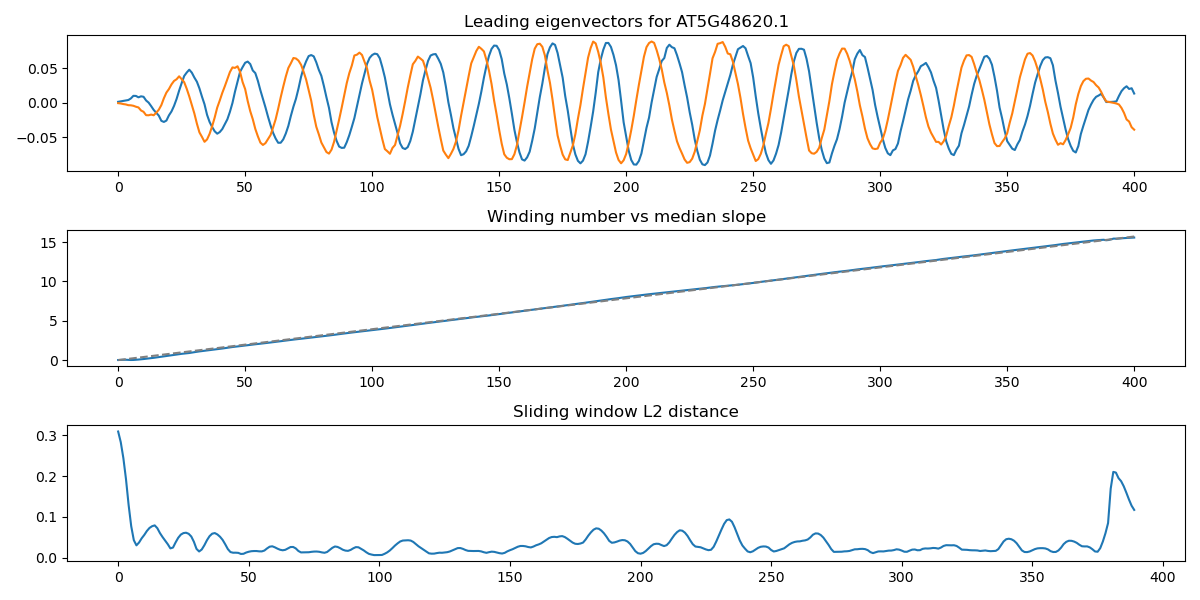 Leading eigenvectors for AT5G48620.1
0.05
0.00
−0.05
0 50 100 150 200 250 300 350 400
Winding number vs median slope
15
10
5
0
0 50 100 150 200 250 300 350 400
Sliding window L2 distance
0.3
0.2
0.1
0.0
0 50 100 150 200 250 300 350 400